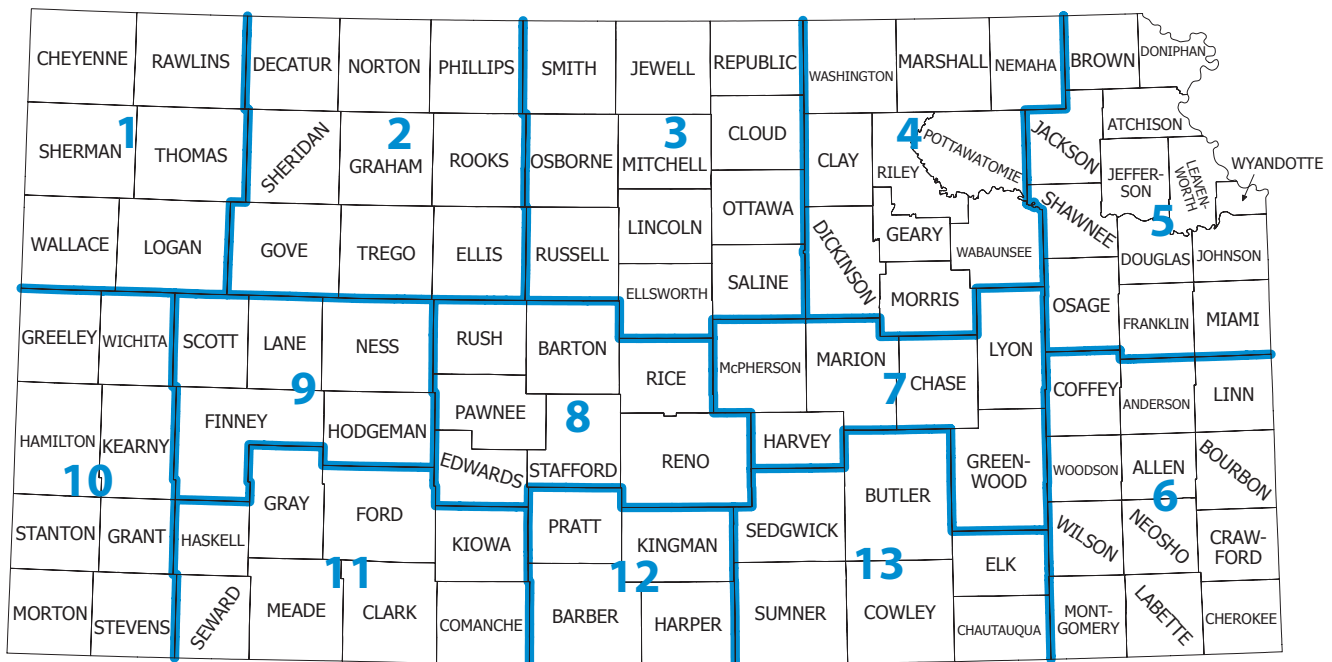 CHEYENNE
RAWLINS
DECATUR
NORTON
PHILLIPS
SMITH
JEWELL
REPUBLIC
WASHINGTON
MARSHALL
NEMAHA
BROWN
DONIPHAN
1
SHERMAN
THOMAS
SHERIDAN
2
GRAHAM
ROOKS
OSBORNE
3
MITCHELL
CLOUD
CLAY
4
RILEY
POTTAWATOMIE
JACKSON
ATCHISON
JEFFER-
SON
LEAVEN-
WORTH
WYANDOTTE
WALLACE
LOGAN
GOVE
TREGO
ELLIS
RUSSELL
LINCOLN
OTTAWA
DICKINSON
GEARY
WABAUNSEE
SHAWNEE
5
DOUGLAS
JOHNSON
ELLSWORTH
SALINE
MORRIS
OSAGE
FRANKLIN
MIAMI
GREELEY
WICHITA
SCOTT
LANE
NESS
RUSH
BARTON
RICE
McPHERSON
MARION
CHASE
LYON
COFFEY
ANDERSON
LINN
9
7
FINNEY
HODGEMAN
PAWNEE
8
HAMILTON
KEARNY
10
EDWARDS
STAFFORD
RENO
HARVEY
BUTLER
GREEN-
WOOD
WOODSON
ALLEN
6
BOURBON
STANTON
GRANT
HASKELL
GRAY
FORD
KIOWA
PRATT
KINGMAN
SEDGWICK
WILSON
NEOSHO
CRAW-
FORD
11
12
13
ELK
MORTON
STEVENS
SEWARD
MEADE
CLARK
COMANCHE
BARBER
HARPER
SUMNER
COWLEY
CHAUTAUQUA
MONT-
GOMERY
LABETTE
CHEROKEE